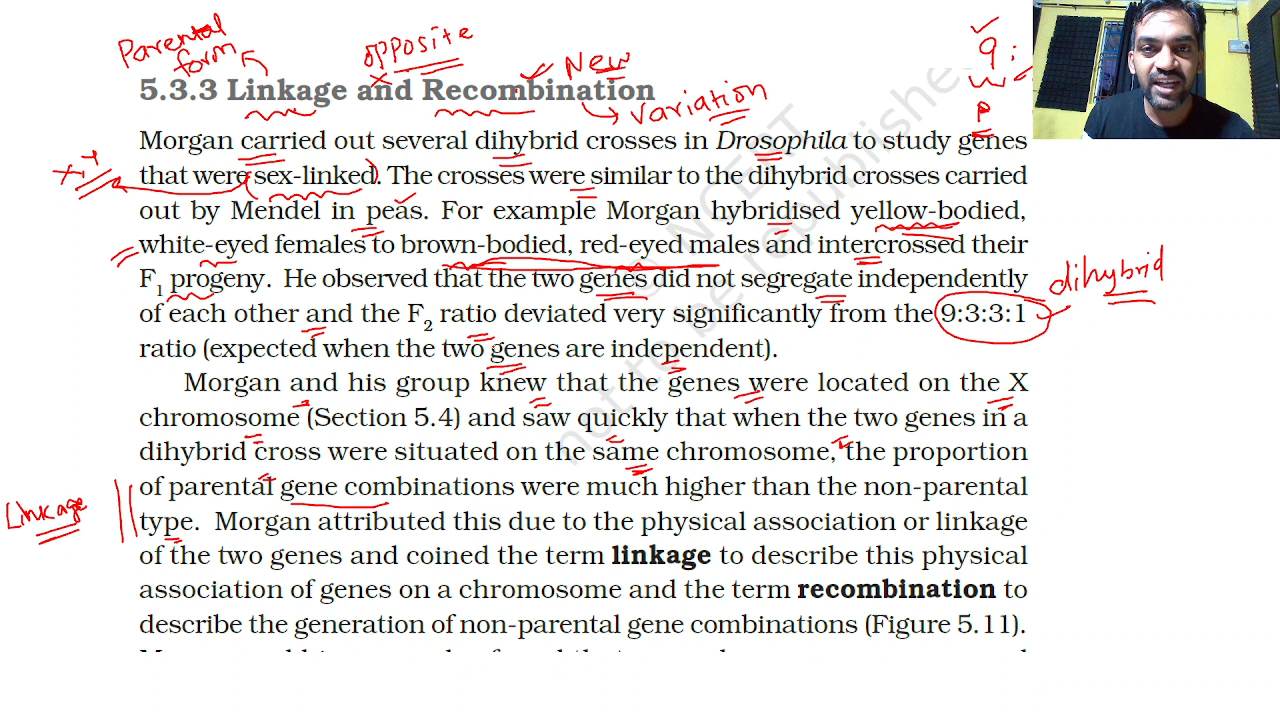 Parental
form
opposite
New
variation
9:
5.3.3 Linkage and Recombination
Morgan carried out several dihybrid crosses in Drosophila to study genes
that were (sex-linked). The crosses were similar to the dihybrid crosses carried
out by Mendel in peas. For example Morgan hybridised yellow-bodied,
white-eyed females to brown-bodied, red-eyed males and intercrossed their
F1 progeny. He observed that the two genes did not segregate independently
of each other and the F2 ratio deviated very significantly from the 9:3:3:1
ratio (expected when the two genes are independent).
X,Y
dihybrid
Morgan and his group knew that the genes were located on the X
chromosome (Section 5.4) and saw quickly that when the two genes in a
dihybrid cross were situated on the same chromosome, the proportion
of parental gene combinations were much higher than the non-parental
type. Morgan attributed this due to the physical association or linkage
of the two genes and coined the term linkage to describe this physical
association of genes on a chromosome and the term recombination to
describe the generation of non-parental gene combinations (Figure 5.11).
Linkage
not to be republished
© NCERT